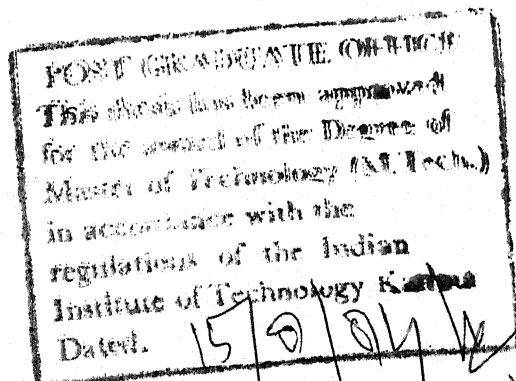 POST GRADUATE OFFICE
This thesis has been approved
for the award of the Degree of
Master of Technology (M. Tech.)
in accordance with the
regulations of the Indian
Institute of Technology Kanpur
Dated.